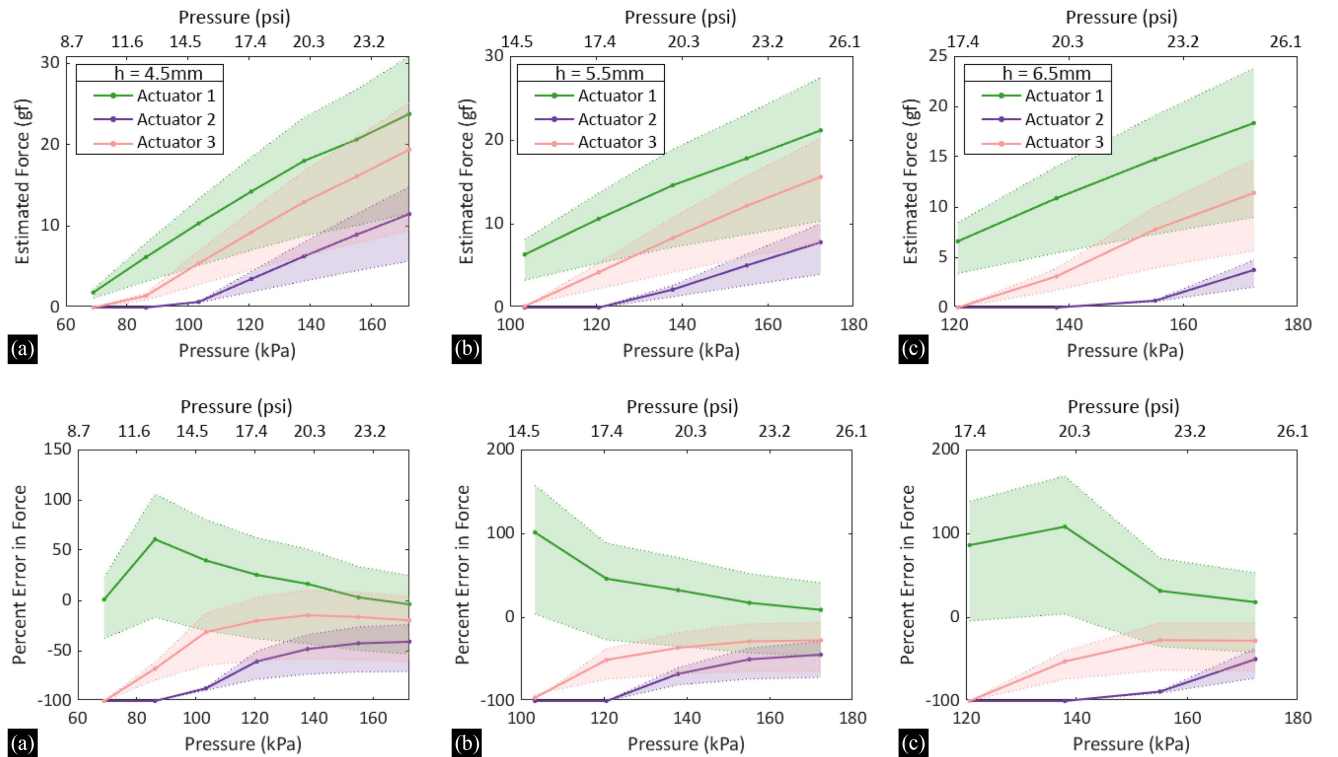 Pressure (psi)
8.7 11.6 14.5 17.4 20.3 23.2
30
20
10
0
Estimated Force (gf)
h = 4.5mm
Actuator 1
Actuator 2
Actuator 3
60 80 100 120 140 160
Pressure (kPa)
(a)
Pressure (psi)
14.5 17.4 20.3 23.2 26.1
30
20
10
0
Estimated Force (gf)
h = 5.5mm
Actuator 1
Actuator 2
Actuator 3
100 120 140 160 180
Pressure (kPa)
(b)
Pressure (psi)
17.4 20.3 23.2 26.1
25
20
15
10
5
0
Estimated Force (gf)
h = 6.5mm
Actuator 1
Actuator 2
Actuator 3
120 140 160 180
Pressure (kPa)
(c)
Pressure (psi)
8.7 11.6 14.5 17.4 20.3 23.2
150
100
50
0
-50
-100
Percent Error in Force
60 80 100 120 140 160
Pressure (kPa)
(a)
Pressure (psi)
14.5 17.4 20.3 23.2 26.1
200
100
0
-100
Percent Error in Force
100 120 140 160 180
Pressure (kPa)
(b)
Pressure (psi)
17.4 20.3 23.2 26.1
200
100
0
-100
Percent Error in Force
120 140 160 180
Pressure (kPa)
(c)